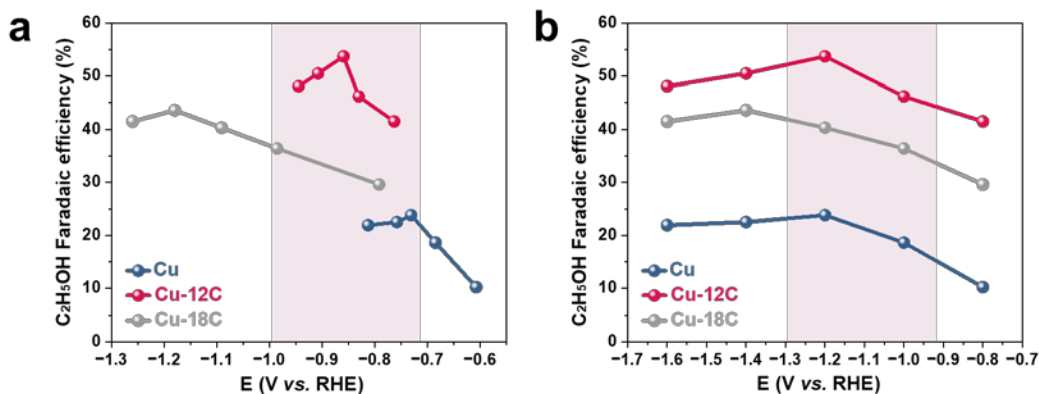 a
C₂H₅OH Faradaic efficiency (%)
60
50
40
30
20
10
0
Cu
Cu-12C
Cu-18C
−1.3 −1.2 −1.1 −1.0 −0.9 −0.8 −0.7 −0.6
E (V vs. RHE)
b
C₂H₅OH Faradaic efficiency (%)
60
50
40
30
20
10
0
Cu
Cu-12C
Cu-18C
−1.7 −1.6 −1.5 −1.4 −1.3 −1.2 −1.1 −1.0 −0.9 −0.8 −0.7
E (V vs. RHE)